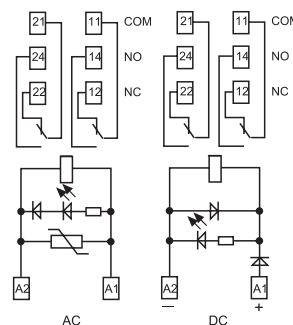 21 11 COM 21 11 COM
24 14 NO 24 14 NO
22 12 NC 22 12 NC
A2 A1 A2 A1
— +
AC DC